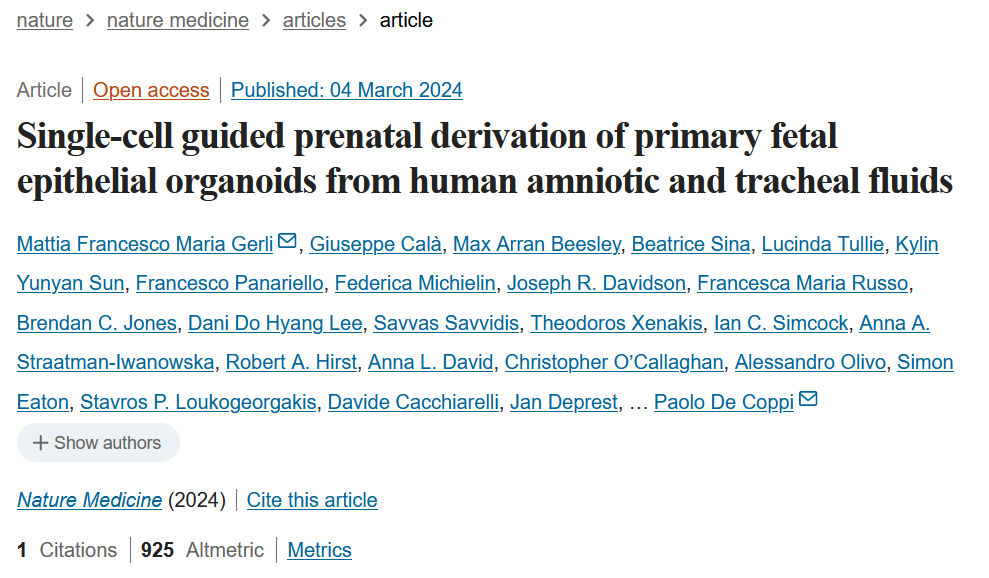 nature > nature medicine > articles > article
Article | Open access | Published: 04 March 2024
Single-cell guided prenatal derivation of primary fetal
epithelial organoids from human amniotic and tracheal fluids
Mattia Francesco Maria Gerli, Giuseppe Calà, Max Arran Beesley, Beatrice Sina, Lucinda Tullie, Kylin
Yunyan Sun, Francesco Panariello, Federica Michielin, Joseph R. Davidson, Francesca Maria Russo,
Brendan C. Jones, Dani Do Hyang Lee, Savvas Savvidis, Theodoros Xenakis, Ian C. Simcock, Anna A.
Straatman-Iwanowska, Robert A. Hirst, Anna L. David, Christopher O’Callaghan, Alessandro Olivo, Simon
Eaton, Stavros P. Loukogeorgakis, Davide Cacchiarelli, Jan Deprest, … Paolo De Coppi
+ Show authors
Nature Medicine (2024) | Cite this article
1 Citations | 925 Altmetric | Metrics